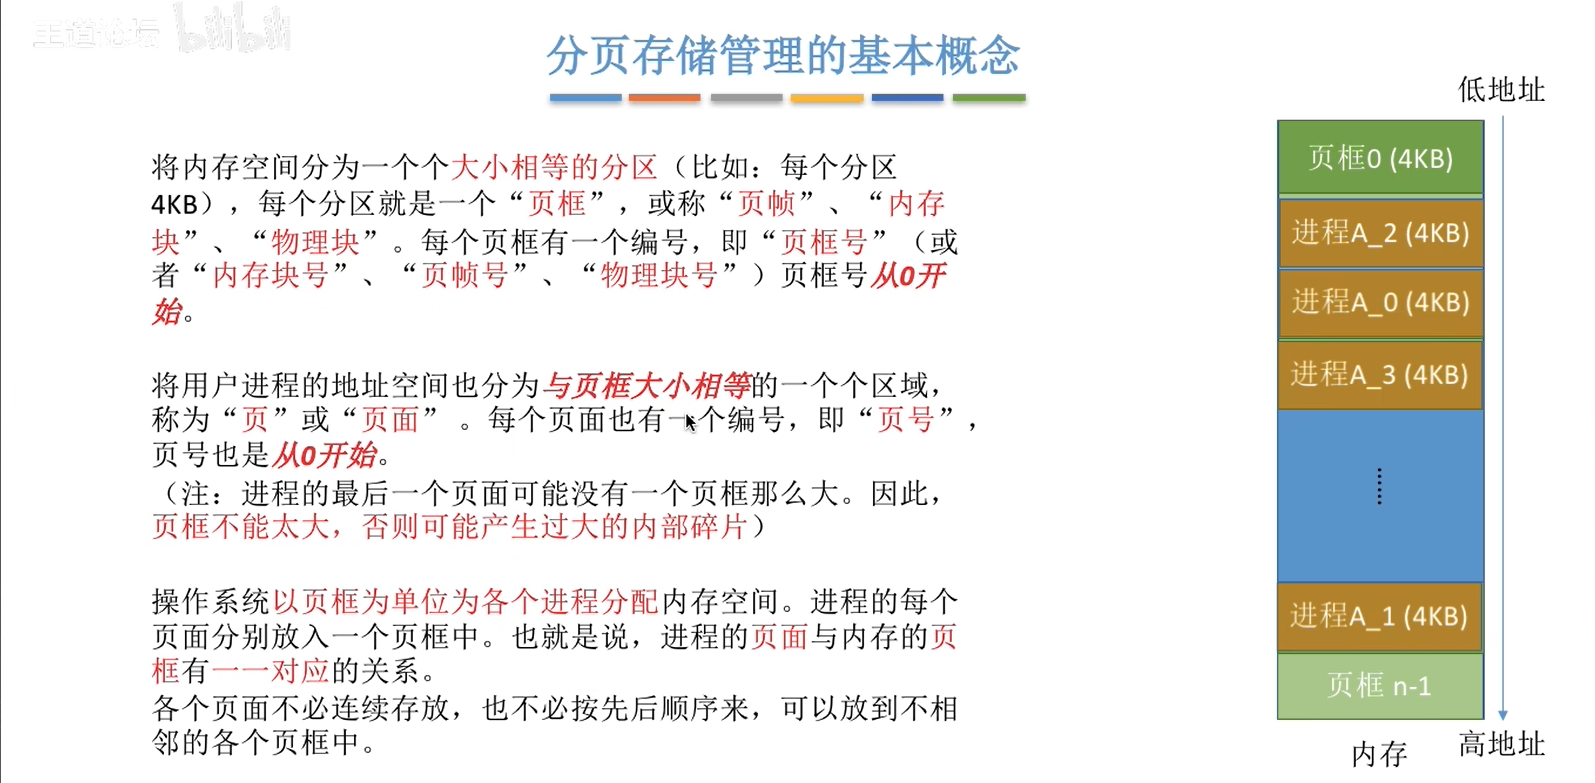 王道论坛 bilibili
分页存储管理的基本概念
低地址
将内存空间分为一个个大小相等的分区（比如：每个分区
4KB），每个分区就是一个“页框”，或称“页帧”、“内存
块”、“物理块”。每个页框有一个编号，即“页框号”（或
者“内存块号”、“页帧号”、“物理块号”）页框号从0开
始。
将用户进程的地址空间也分为与页框大小相等的一个个区域，
称为“页”或“页面” 。每个页面也有一个编号，即“页号”，
页号也是从0开始。
（注：进程的最后一个页面可能没有一个页框那么大。因此，
页框不能太大，否则可能产生过大的内部碎片）
操作系统以页框为单位为各个进程分配内存空间。进程的每个
页面分别放入一个页框中。也就是说，进程的页面与内存的页
框有一一对应的关系。
各个页面不必连续存放，也不必按先后顺序来，可以放到不相
邻的各个页框中。
页框0 (4KB)
进程A_2 (4KB)
进程A_0 (4KB)
进程A_3 (4KB)
......
进程A_1 (4KB)
页框 n-1
内存
高地址